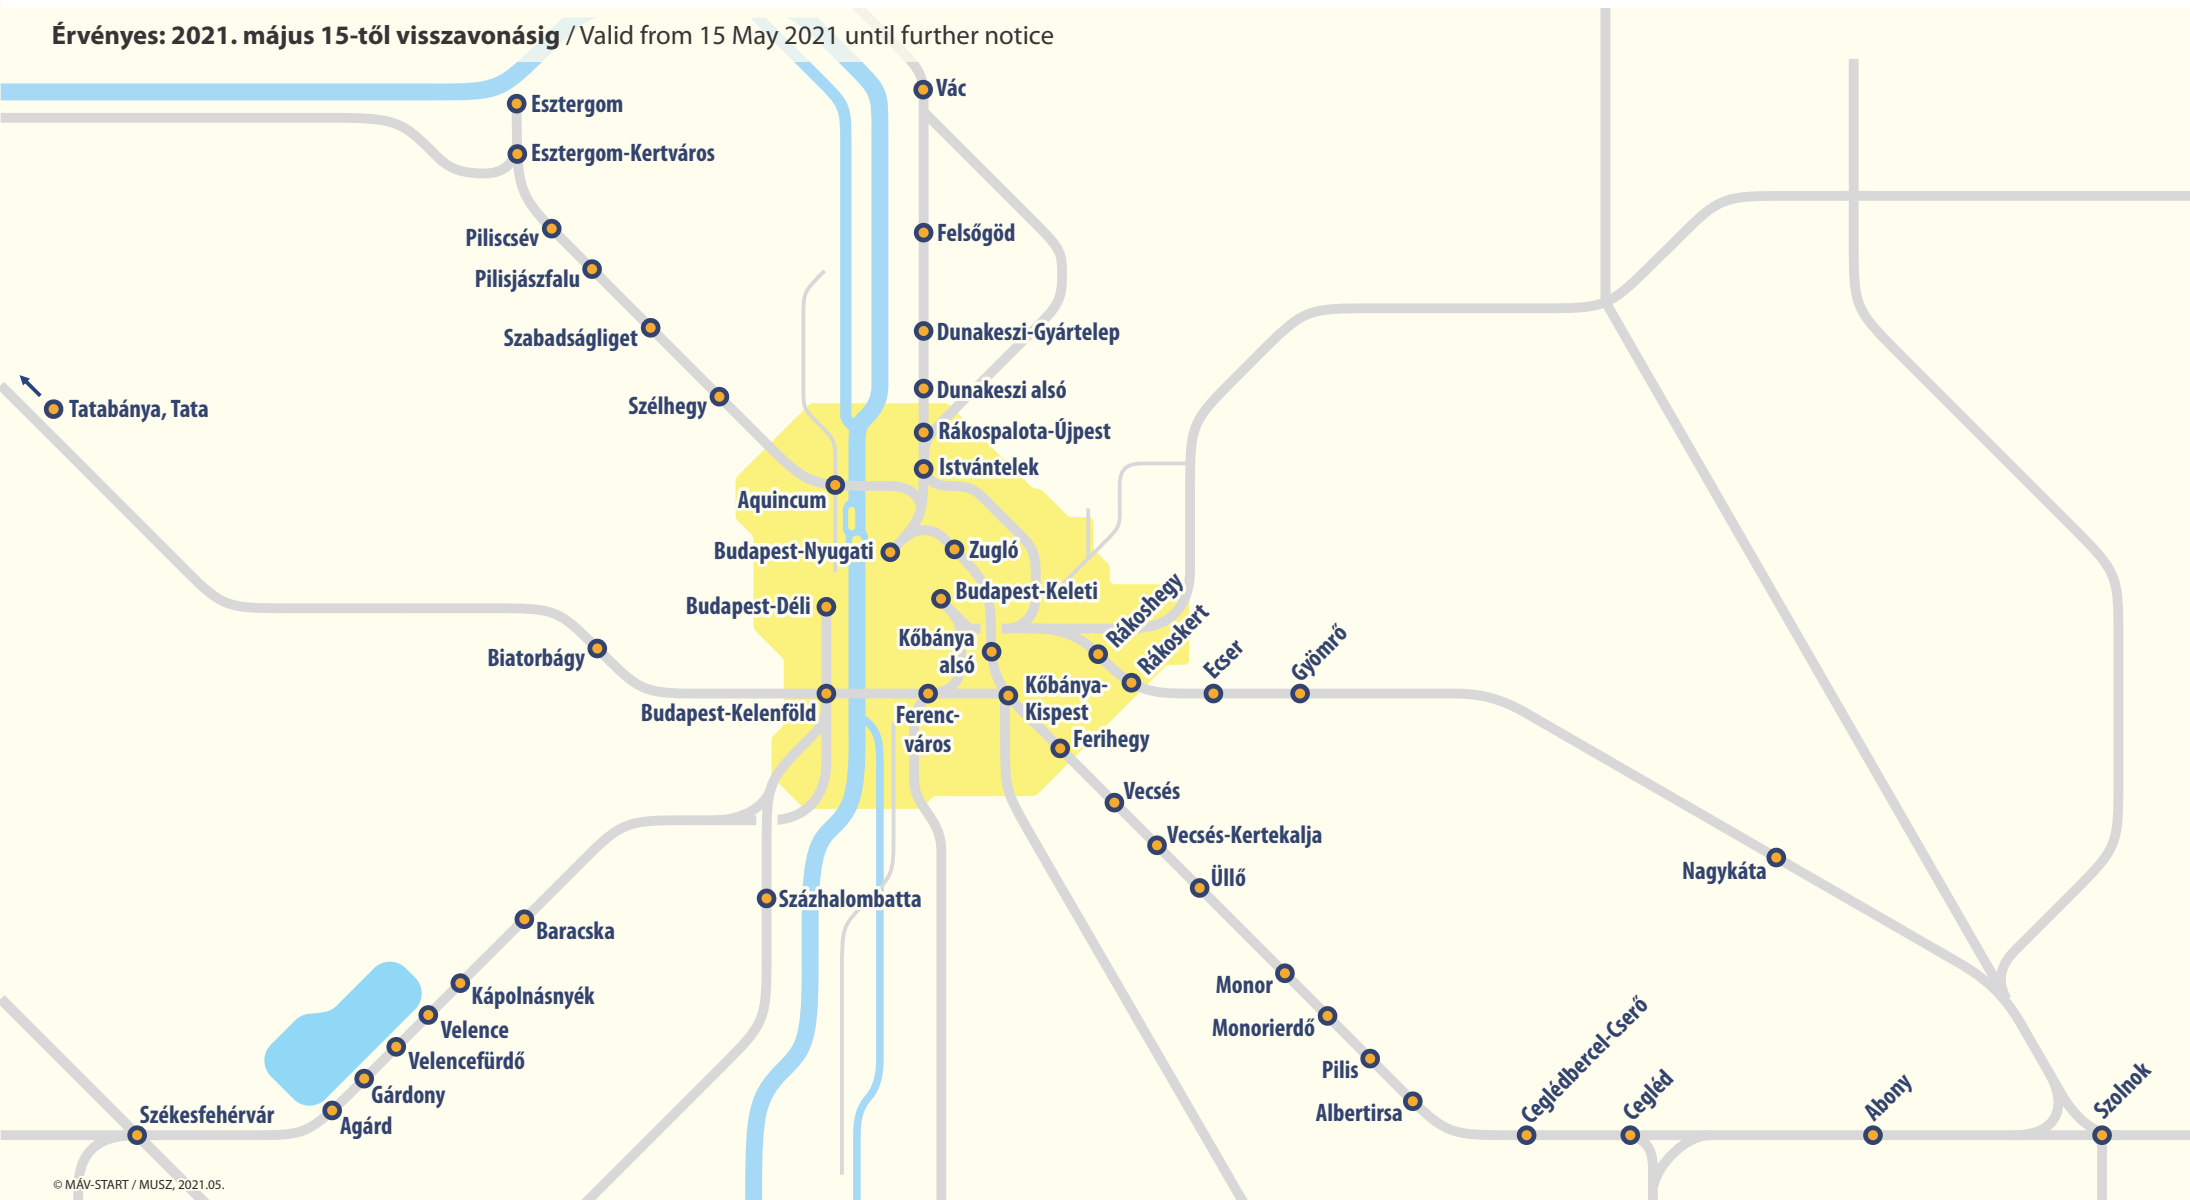 Érvényes: 2021. május 15-től visszavonásig / Valid from 15 May 2021 until further notice
Vác
Esztergom
Esztergom-Kertváros
Piliscsév
Felsőgöd
Pilisjászfalu
Szabadságliget
Dunakeszi-Gyártelep
Dunakeszi alsó
Szélhegy
Tatabánya, Tata
Rákospalota-Újpest
Istvántelek
Aquincum
Budapest-Nyugati
Zugló
Budapest-Keleti
Budapest-Déli
Rákoshegy
Rákoskert
Kőbánya
alsó
Ecser
Gyömrő
Biatorbágy
Kőbánya-
Kispest
Budapest-Kelenföld
Ferenc-
város
Ferihegy
Vecsés
Vecsés-Kertekalja
Nagykáta
Üllő
Százhalombatta
Baracska
Monor
Kápolnásnyék
Velence
Monorierdő
Velencefürdő
Pilis
Gárdony
Ceglédbercel-Cserő
Cegléd
Abony
Szolnok
Székesfehérvár
Agárd
Albertirsa
© MÁV-START / MUSZ, 2021.05.